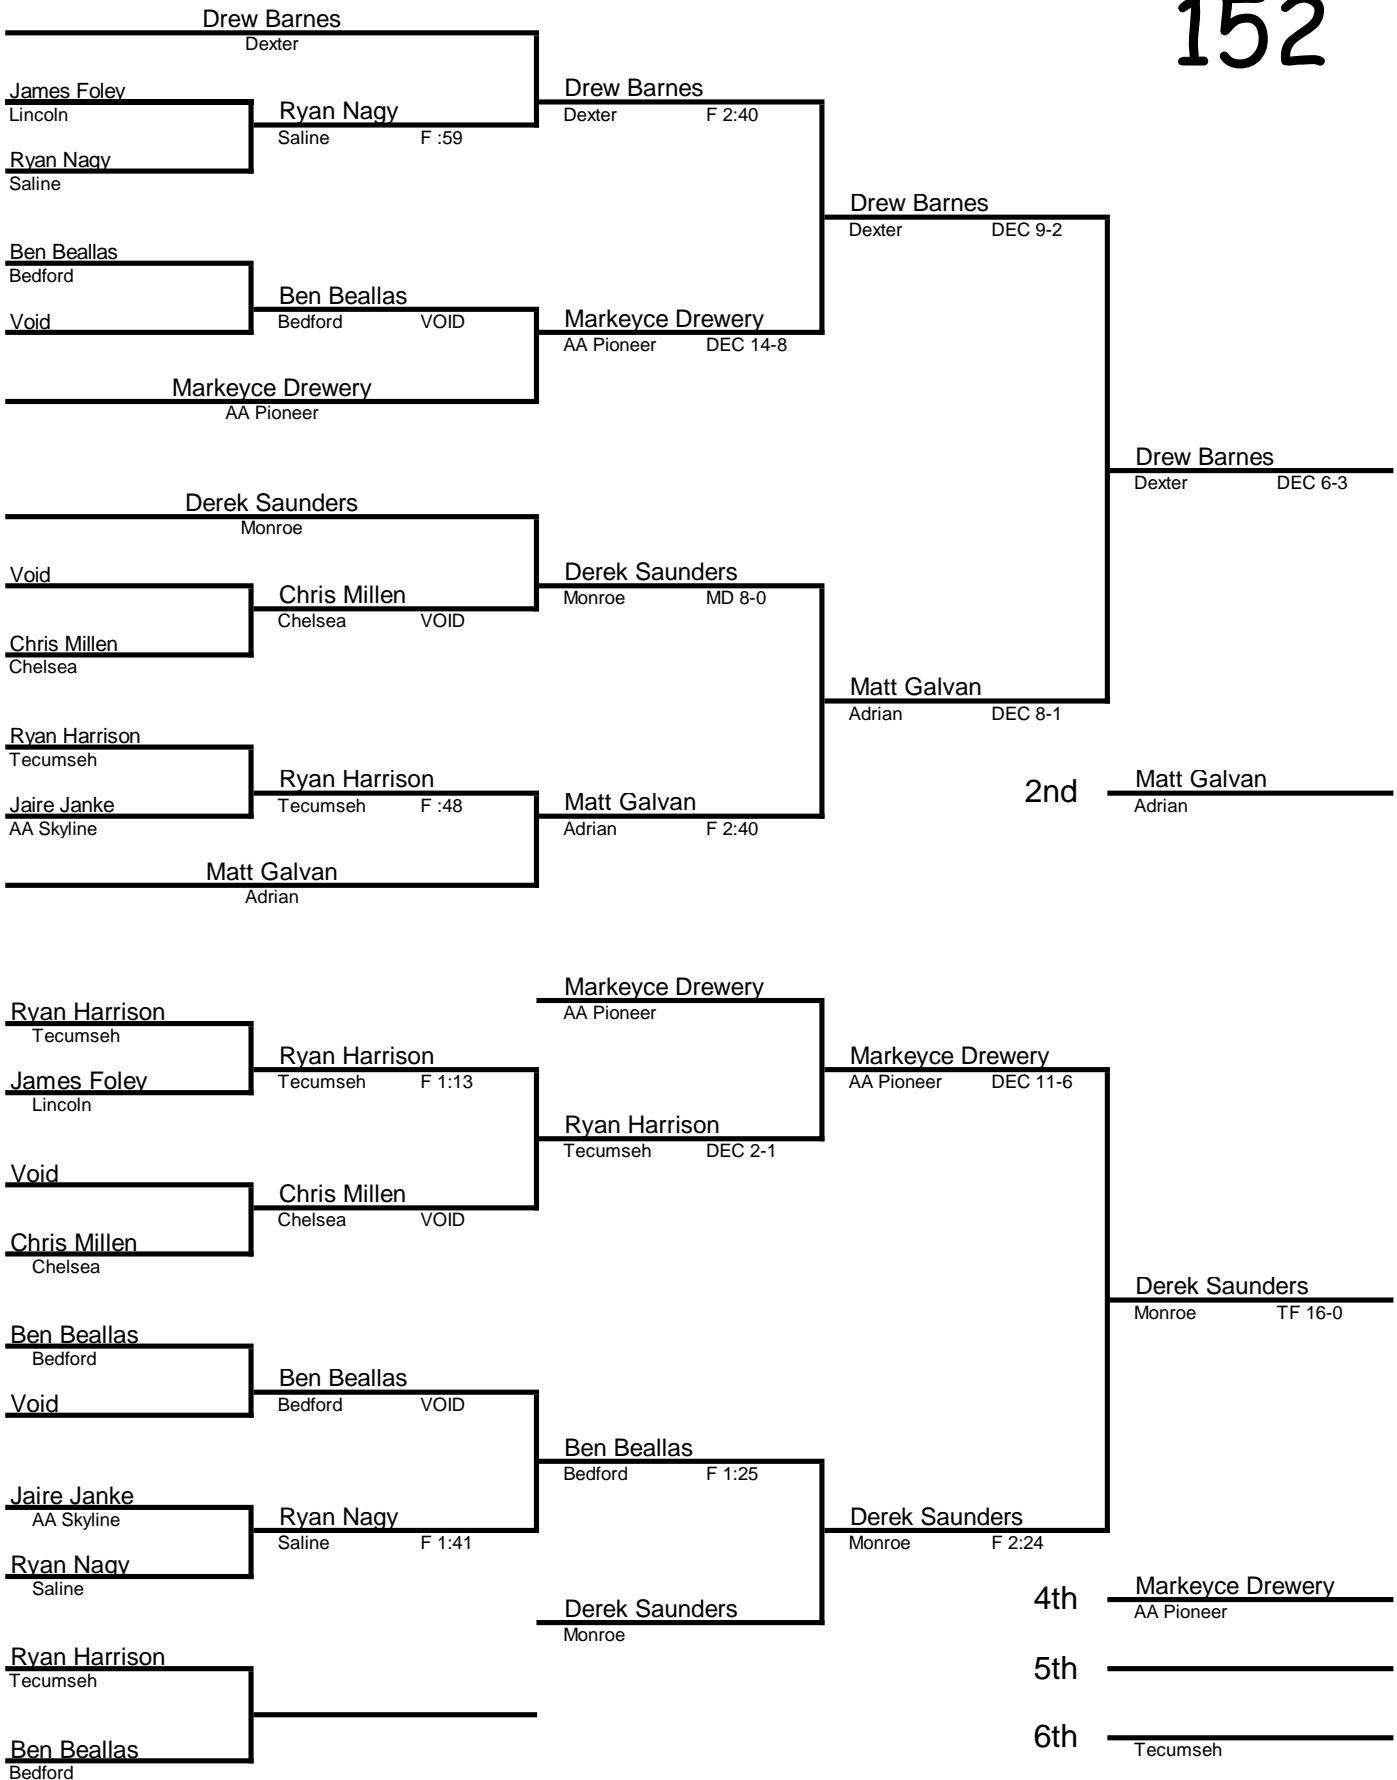 152
Drew Barnes
Dexter
James Foley
Lincoln
Ryan Nagy
Saline
Ryan Nagy
Saline F :59
Drew Barnes
Dexter F 2:40
Ben Beallas
Bedford
Void
Ben Beallas
Bedford VOID
Markeyce Drewery
AA Pioneer
Markeyce Drewery
AA Pioneer DEC 14-8
Drew Barnes
Dexter DEC 9-2
Derek Saunders
Monroe
Void
Chris Millen
Chelsea
Chris Millen
Chelsea VOID
Derek Saunders
Monroe MD 8-0
Ryan Harrison
Tecumseh
Jaire Janke
AA Skyline
Ryan Harrison
Tecumseh F :48
Matt Galvan
Adrian
Matt Galvan
Adrian F 2:40
Matt Galvan
Adrian DEC 8-1
Drew Barnes
Dexter DEC 6-3
2nd Matt Galvan
Adrian
Ryan Harrison
Tecumseh
James Foley
Lincoln
Ryan Harrison
Tecumseh F 1:13
Void
Chris Millen
Chelsea
Chris Millen
Chelsea VOID
Markeyce Drewery
AA Pioneer
Ryan Harrison
Tecumseh DEC 2-1
Markeyce Drewery
AA Pioneer DEC 11-6
Ben Beallas
Bedford
Void
Ben Beallas
Bedford VOID
Jaire Janke
AA Skyline
Ryan Nagy
Saline
Ryan Nagy
Saline F 1:41
Ben Beallas
Bedford F 1:25
Derek Saunders
Monroe
Derek Saunders
Monroe F 2:24
Derek Saunders
Monroe TF 16-0
4th Markeyce Drewery
AA Pioneer
Ryan Harrison
Tecumseh
Ben Beallas
Bedford
5th
6th
Tecumseh